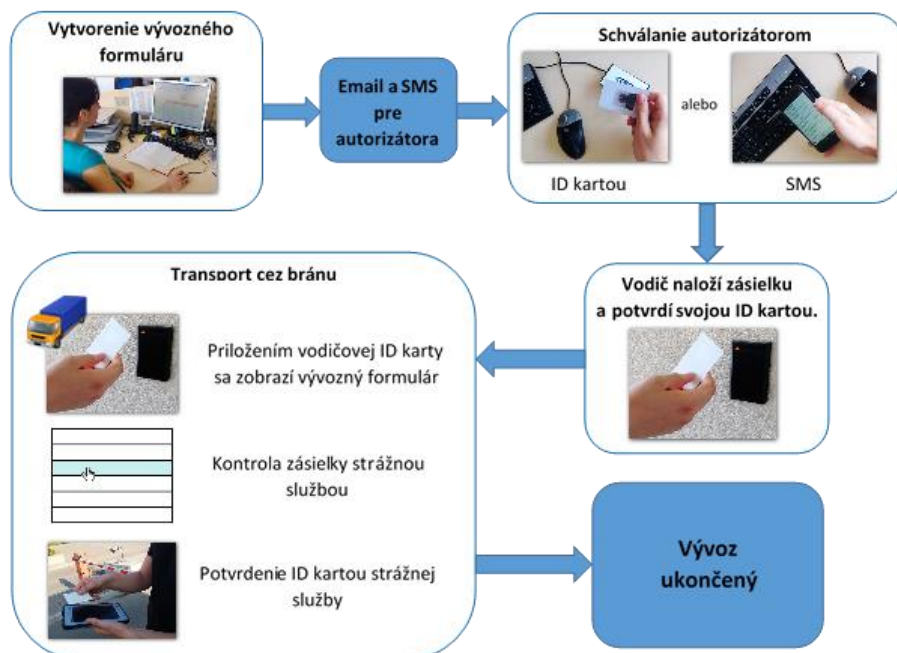 Vytvorenie vývozného
formuláru
Email a SMS
pre
autorizátora
Schválanie autorizátorom
alebo
ID kartou
SMS
Vodič naloží zásielku
a potvrdí svojou ID kartou.
Transport cez bránu
Priložením vodičovej ID karty
sa zobrazí vývozný formulár
Kontrola zásielky strážnou
službou
Potvrdenie ID kartou strážnej
služby
Vývoz
ukončený